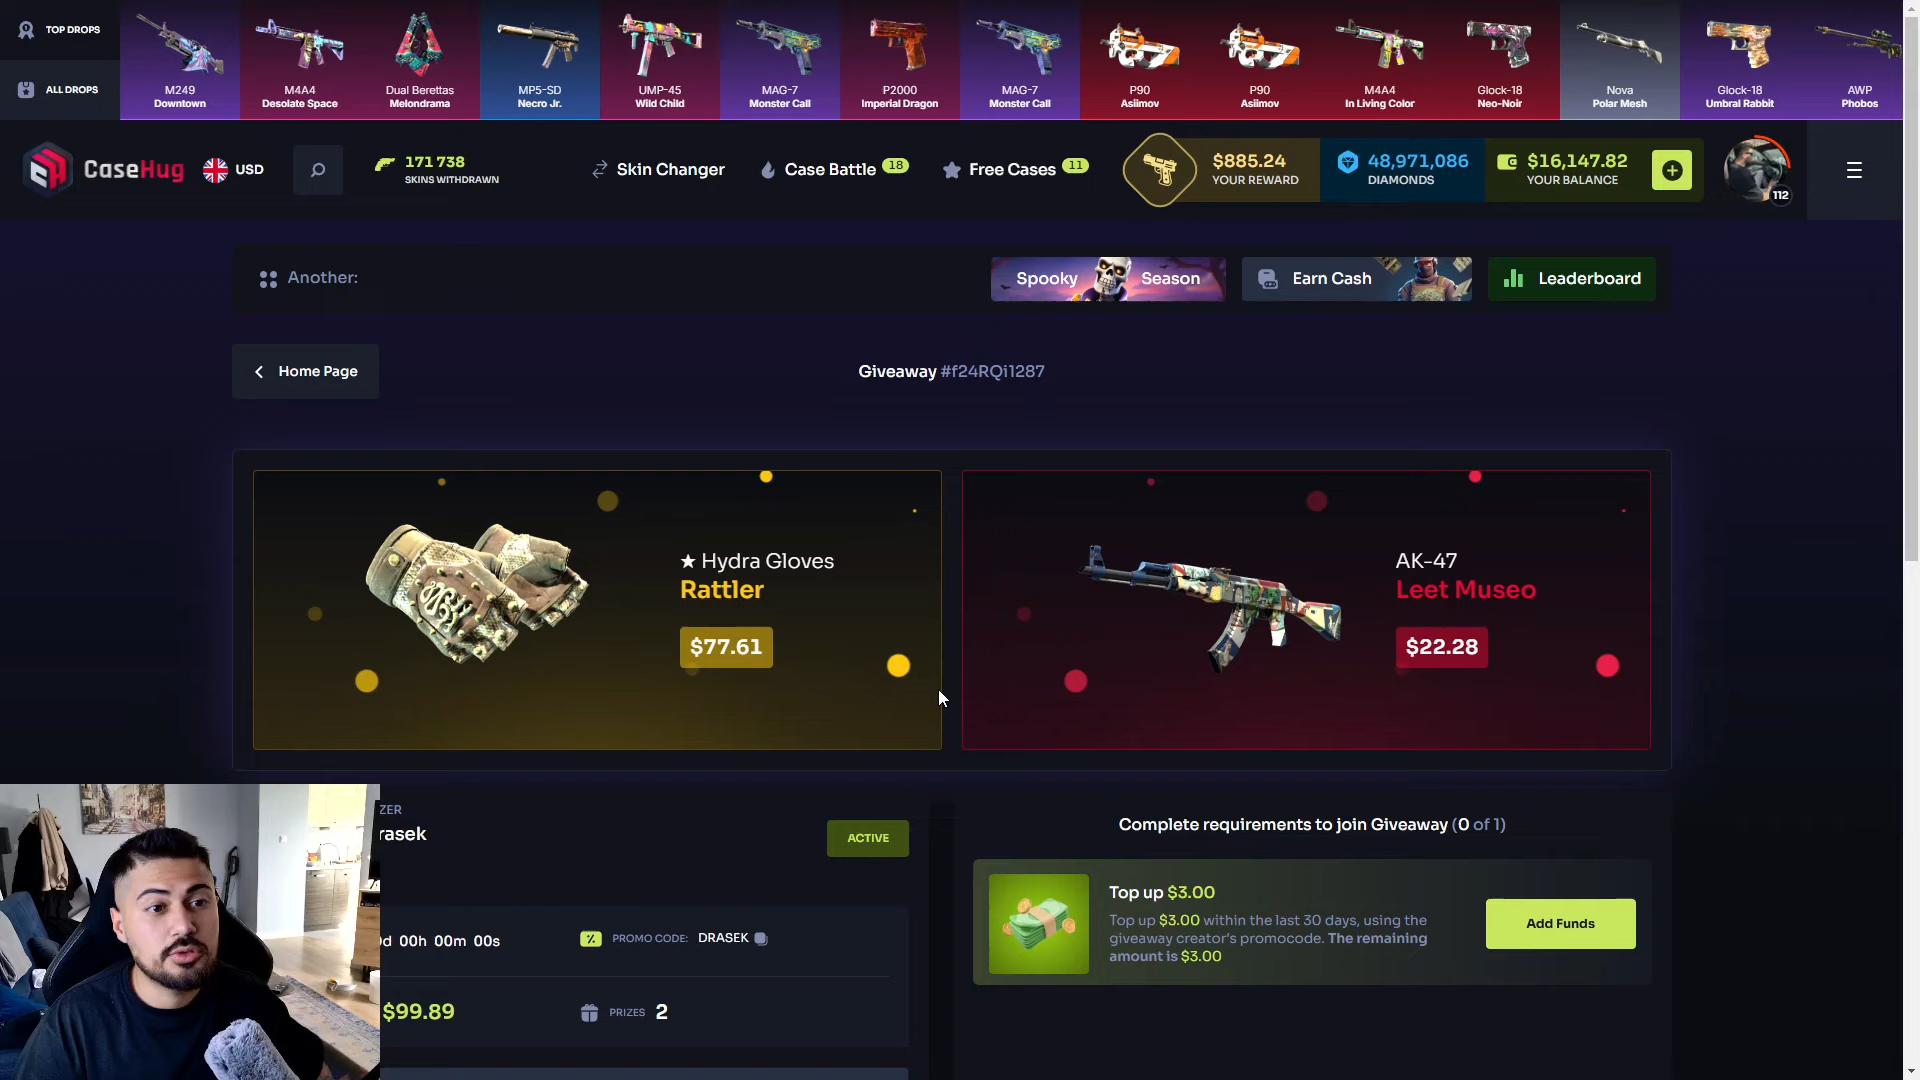 TOP DROPS
ALL DROPS
M249
Downtown
M4A4
Desolate Space
Dual Berettas
Melondrama
MP5-SD
Necro Jr.
UMP-45
Wild Child
MAG-7
Monster Call
P2000
Imperial Dragon
MAG-7
Monster Call
P90
Asiimov
P90
Asiimov
M4A4
In Living Color
Glock-18
Neo-Noir
Nova
Polar Mesh
Glock-18
Umbral Rabbit
AWP
Phobos
CaseHug
USD
171 738
SKINS WITHDRAWN
Skin Changer
Case Battle 18
Free Cases 11
$885.24
YOUR REWARD
48,971,086
DIAMONDS
$16,147.82
YOUR BALANCE
112
Another:
Spooky Season
Earn Cash
Leaderboard
Home Page
Giveaway #f24RQi1287
★ Hydra Gloves
Rattler
$77.61
AK-47
Leet Museo
$22.28
ZER
rasek
ACTIVE
d 00h 00m 00s
PROMO CODE: DRASEK
$99.89
PRIZES 2
Complete requirements to join Giveaway (0 of 1)
Top up $3.00
Top up $3.00 within the last 30 days, using the
giveaway creator's promocode. The remaining
amount is $3.00
Add Funds